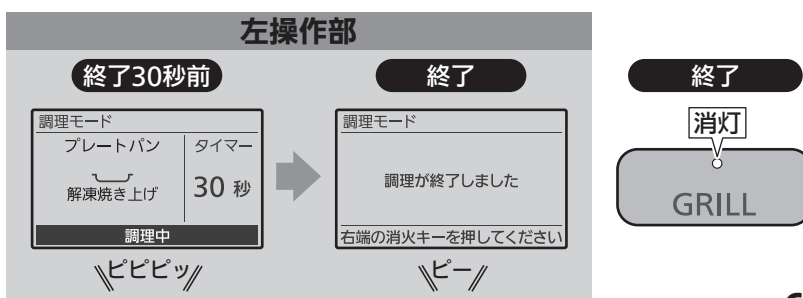 左操作部
終了30秒前
調理モード
プレートパン
解凍焼き上げ
タイマー
30 秒
調理中
ピピピッ
終了
調理モード
調理が終了しました
右端の消火キーを押してください
ピー
終了
消灯
GRILL